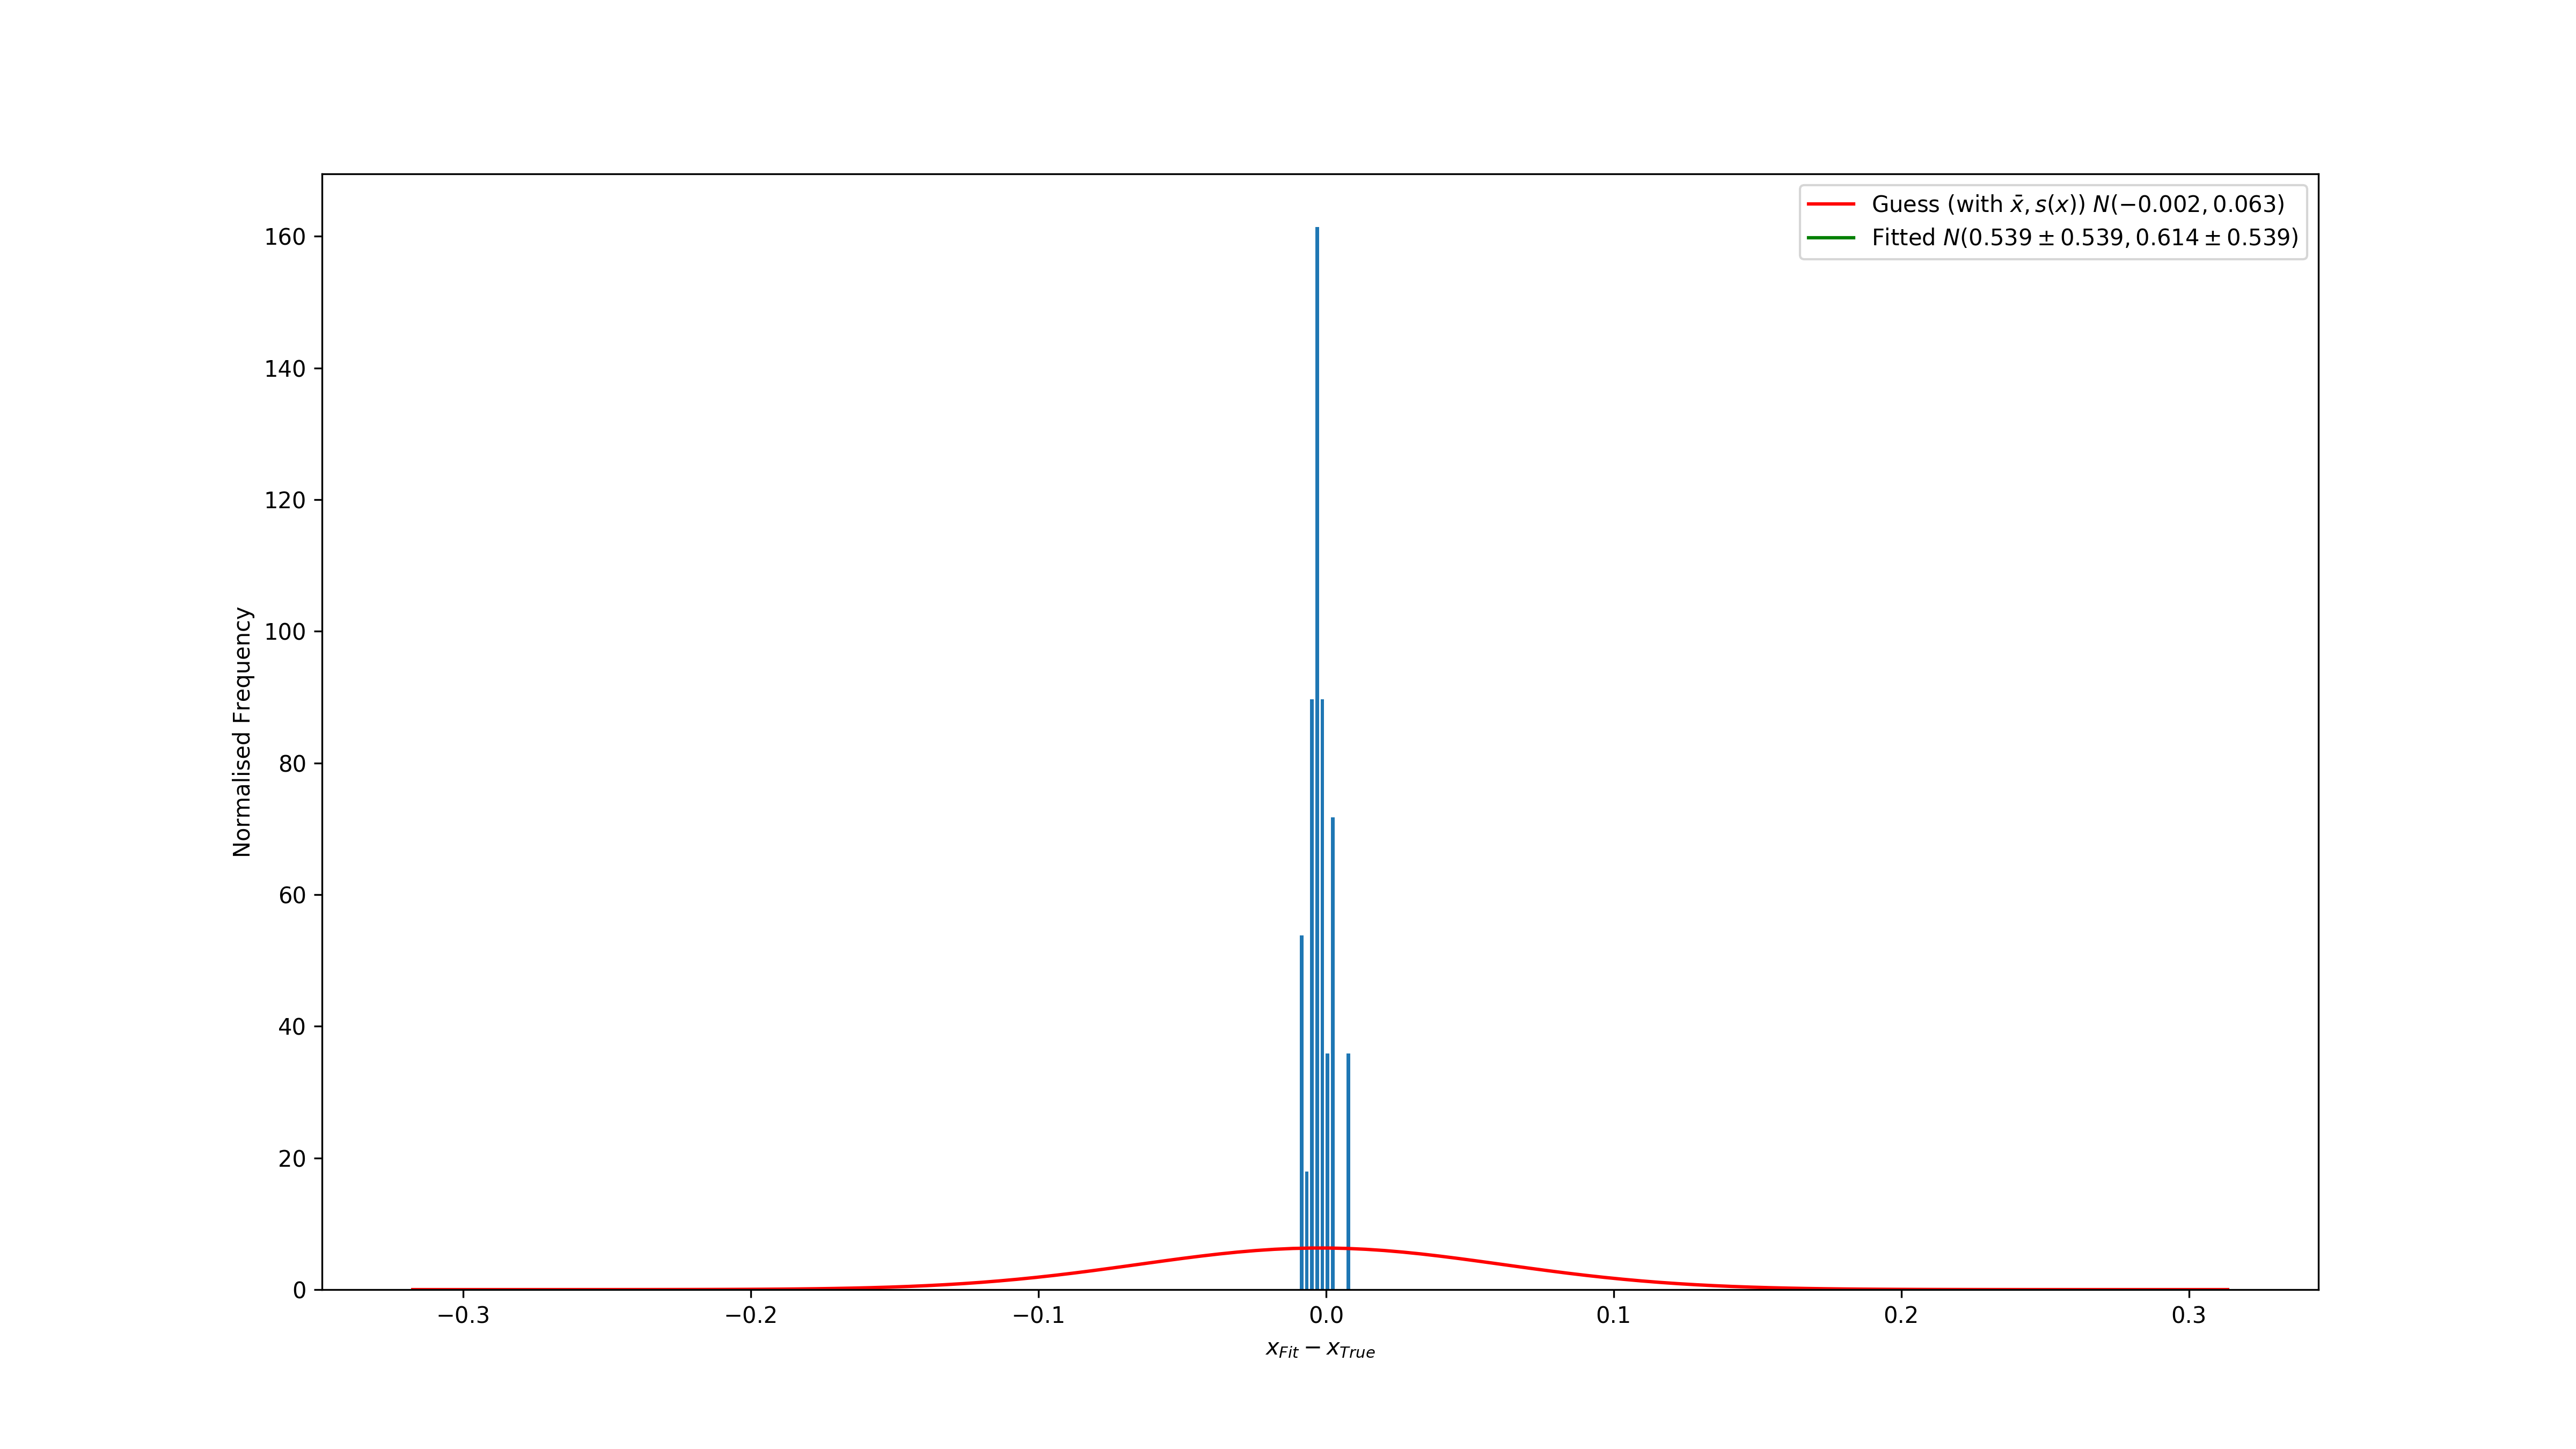 Guess (with x̄, s(x)) N(−0.002, 0.063)
Fitted N(0.539 ± 0.539, 0.614 ± 0.539)
160
140
120
100
80
60
40
20
0
Normalised Frequency
−0.3 −0.2 −0.1 0.0 0.1 0.2 0.3
x_Fit − x_True